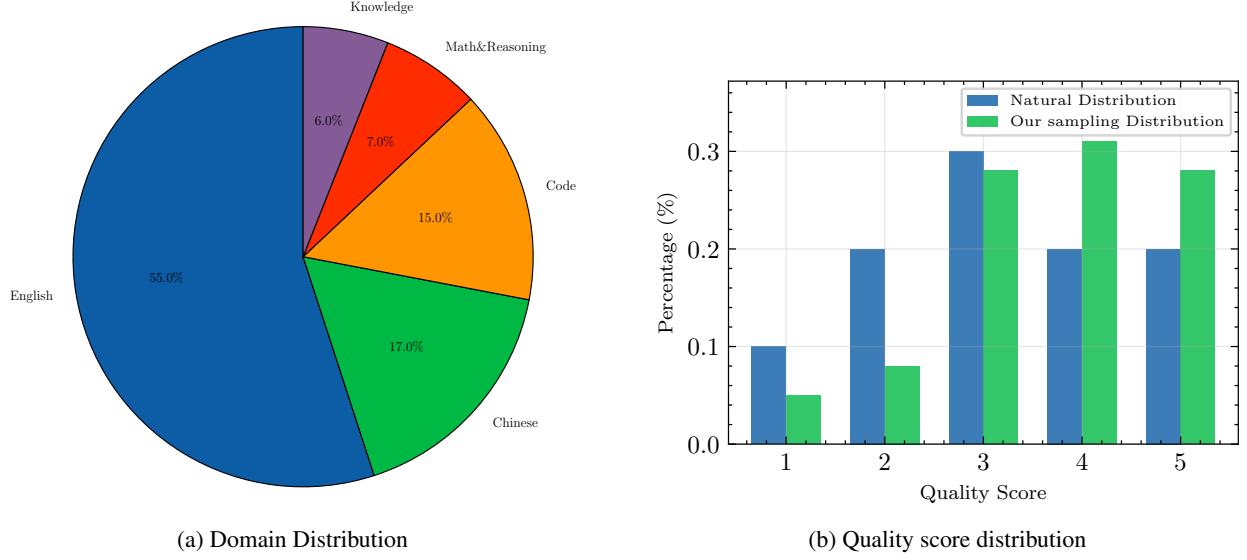 Knowledge
Math&Reasoning
6.0%
7.0%
Code
15.0%
55.0%
English
17.0%
Chinese
(a) Domain Distribution
Natural Distribution
Our sampling Distribution
0.3
0.2
0.1
0.0
Percentage (%)
1 2 3 4 5
Quality Score
(b) Quality score distribution